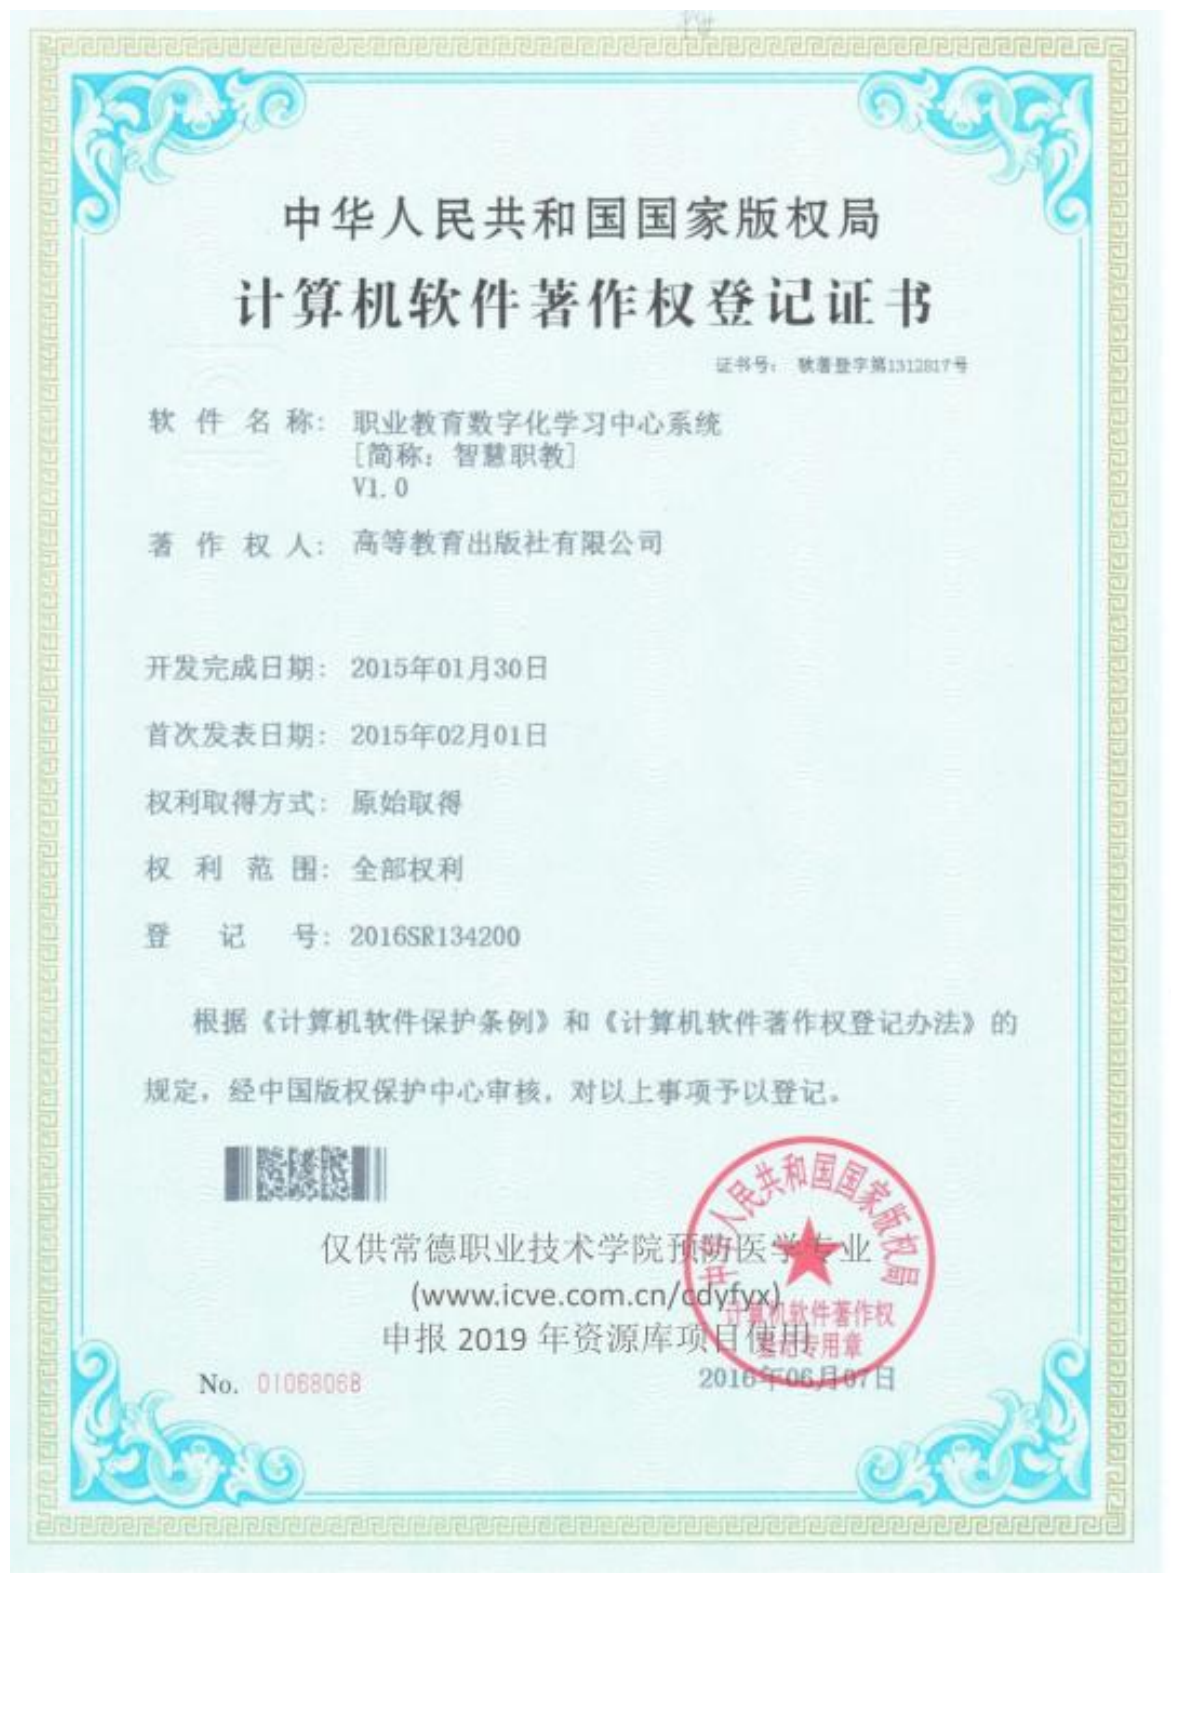 中华人民共和国国家版权局
计算机软件著作权登记证书
证书号： 软著登字第1312817号
软件名称： 职业教育数字化学习中心系统
[简称：智慧职教]
V1.0
著作权人： 高等教育出版社有限公司
开发完成日期： 2015年01月30日
首次发表日期： 2015年02月01日
权利取得方式： 原始取得
权利范围： 全部权利
登记号： 2016SR134200
根据《计算机软件保护条例》和《计算机软件著作权登记办法》的
规定，经中国版权保护中心审核，对以上事项予以登记。
中华人民共和国国家版权局
仅供常德职业技术学院预防医学专业
(www.icve.com.cn/cdyfyx)
计算机软件著作权
申报 2019 年资源库项目使用
登记专用章
No. 01068068
2016年06月07日